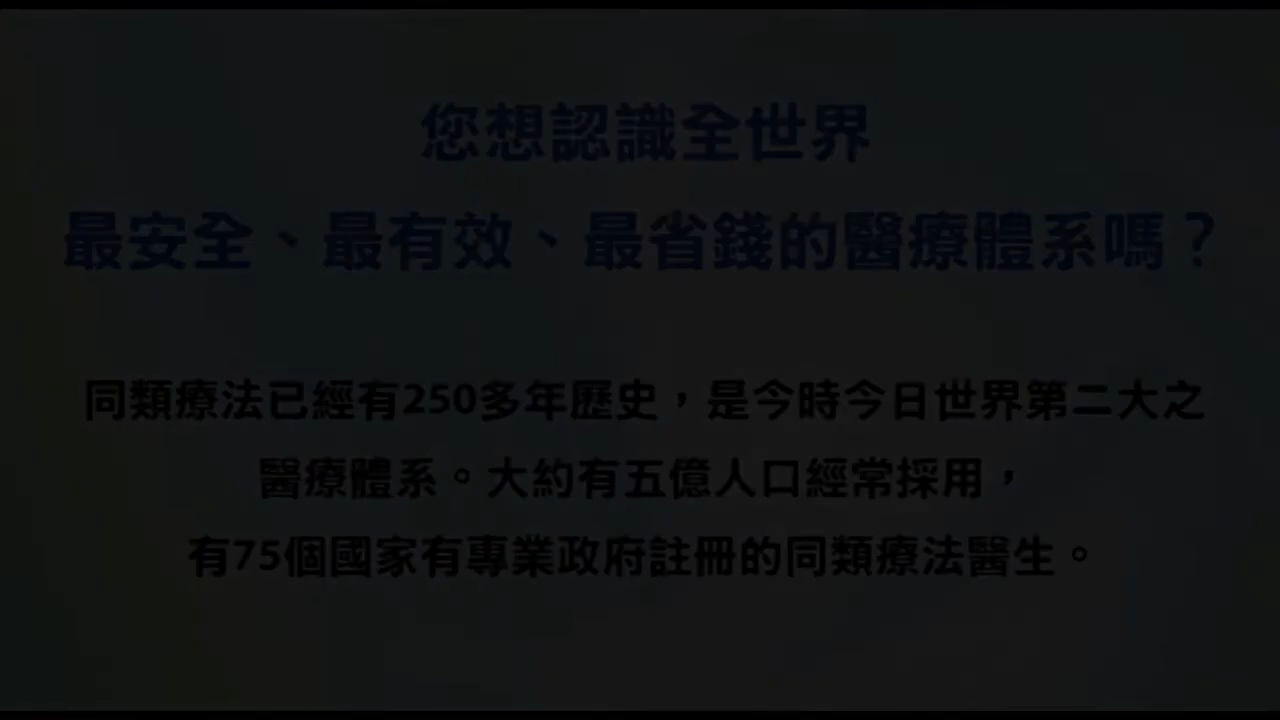 您想認識全世界
最安全、最有效、最省錢的醫療體系嗎？
同類療法已經有250多年歷史，是今時今日世界第二大之
醫療體系。大約有五億人口經常採用，
有75個國家有專業政府註冊的同類療法醫生。